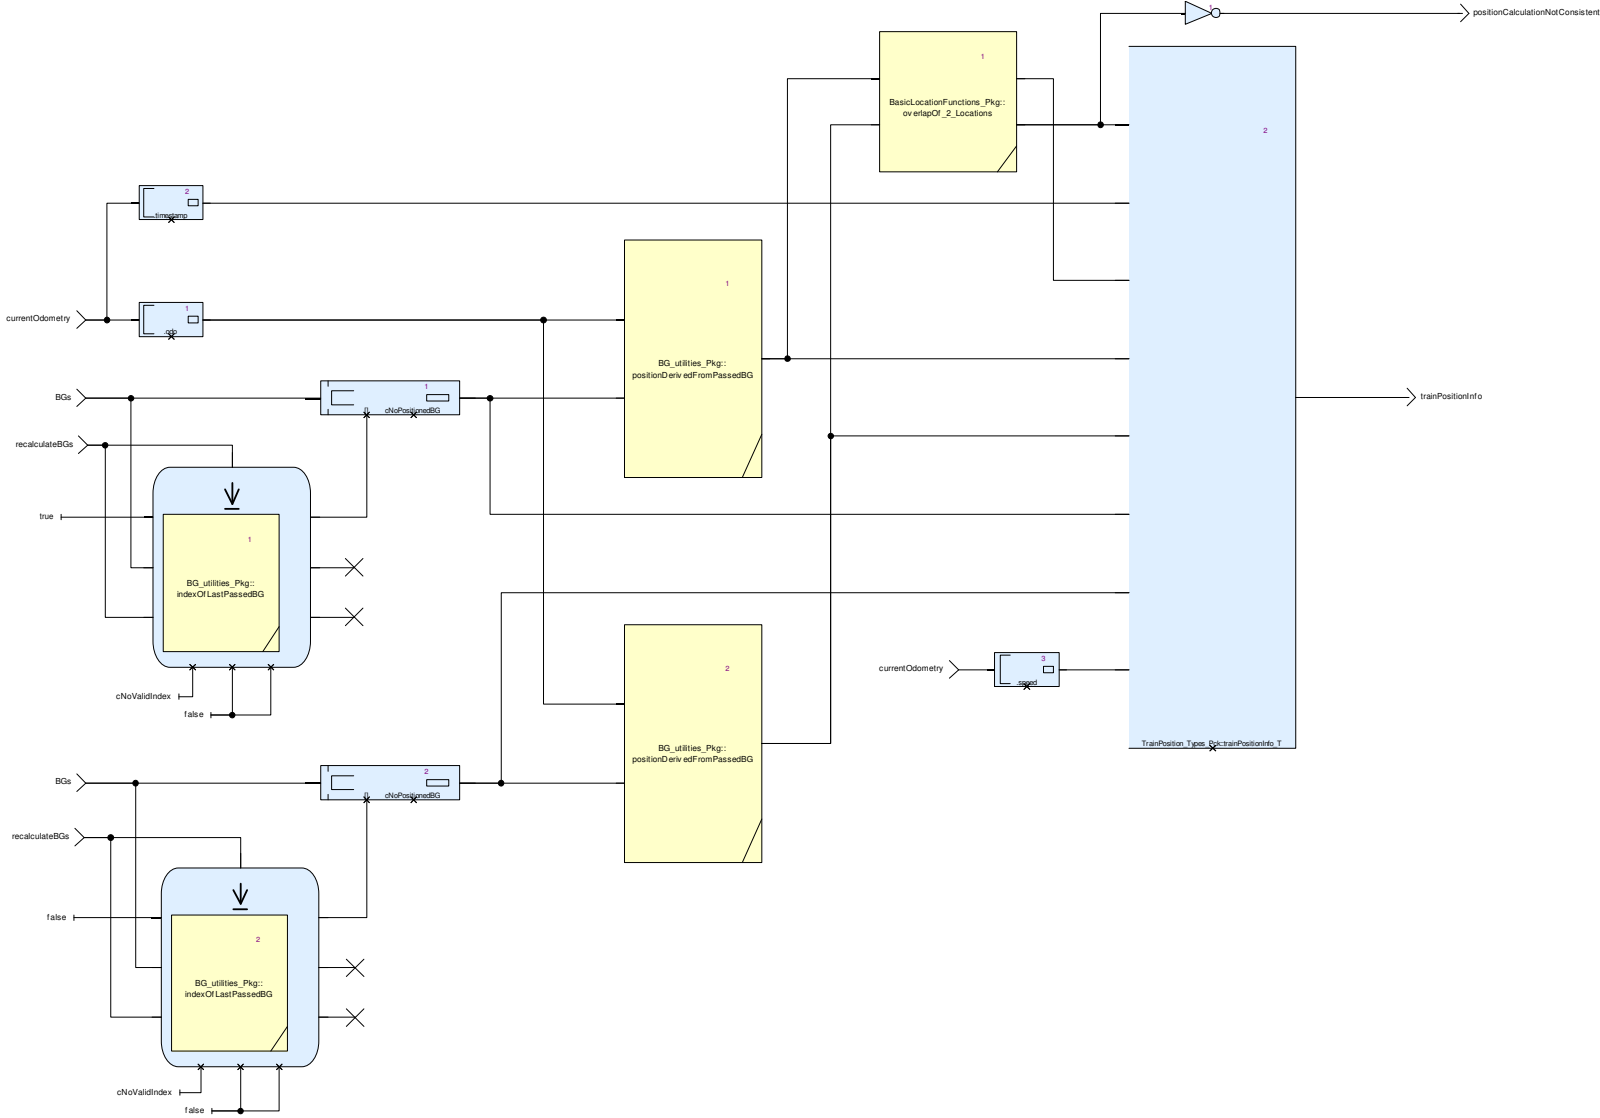 1
positionCalculationNotConsistent
1
BasicLocationFunctions_Pkg::
overlapOf_2_Locations
2
2
.timestamp
1
BG_utilities_Pkg::
positionDerivedFromPassedBG
currentOdometry
1
.odo
BGs
1
[]
cNoPositionedBG
trainPositionInfo
recalculateBGs
true
1
BG_utilities_Pkg::
indexOfLastPassedBG
cNoValidIndex
false
2
BG_utilities_Pkg::
positionDerivedFromPassedBG
currentOdometry
3
.speed
TrainPosition_Types_Pck::trainPositionInfo_T
BGs
2
[]
cNoPositionedBG
recalculateBGs
false
2
BG_utilities_Pkg::
indexOfLastPassedBG
cNoValidIndex
false